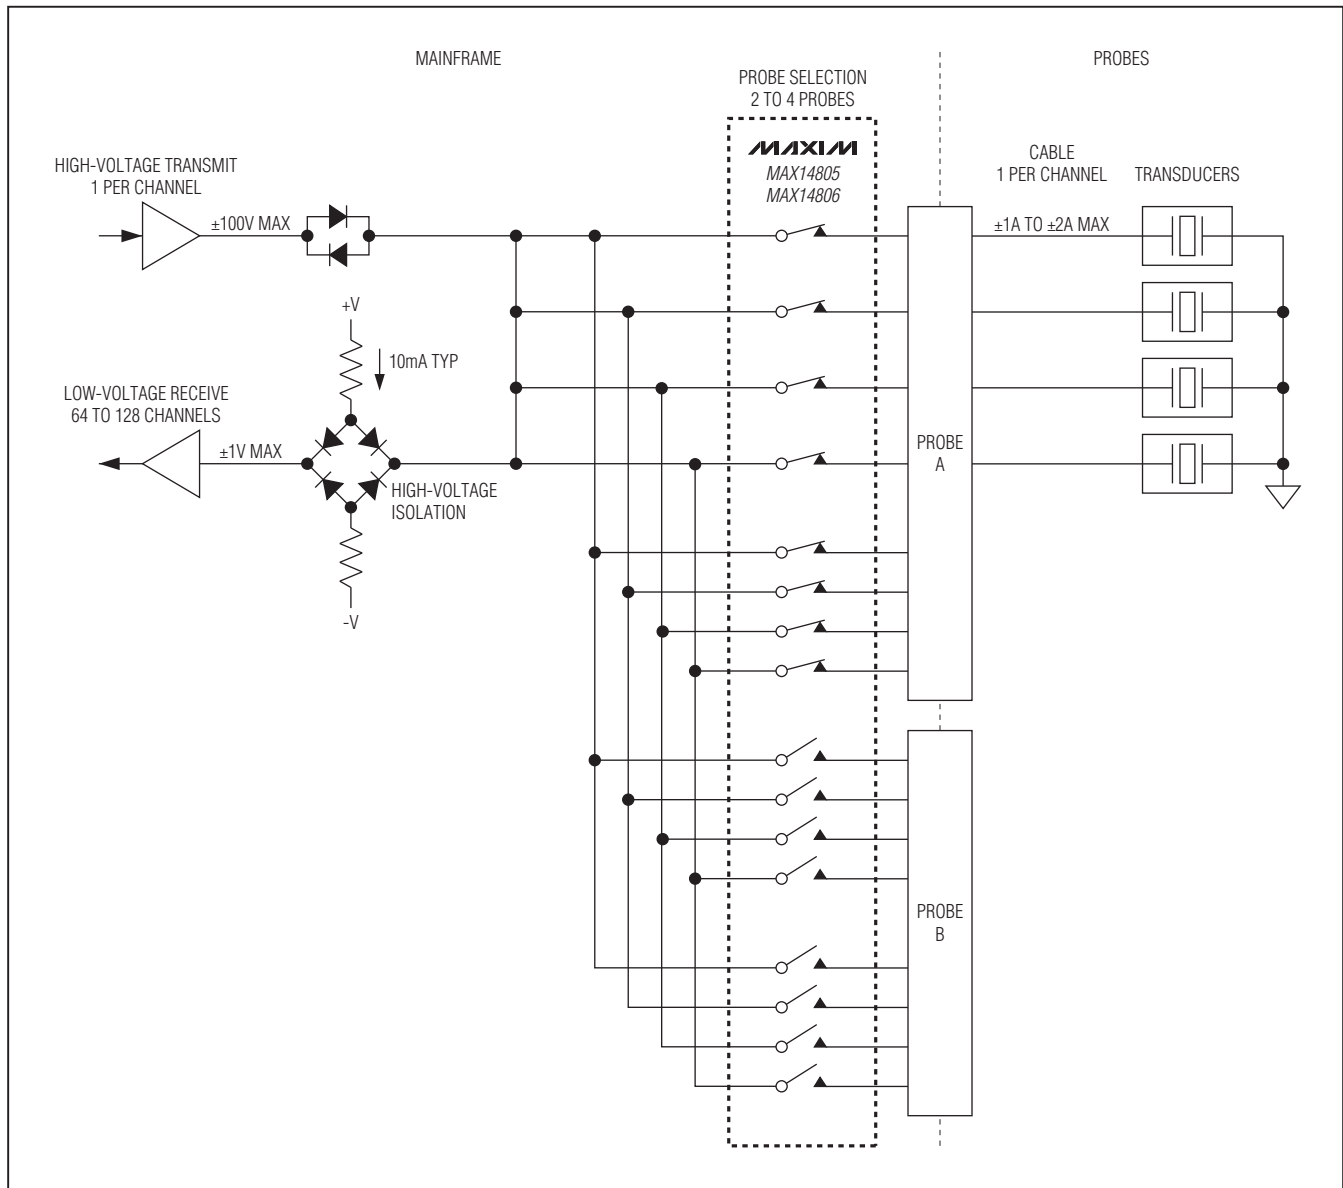 MAINFRAME
PROBES
PROBE SELECTION
2 TO 4 PROBES
MAXIM
MAX14805
MAX14806
HIGH-VOLTAGE TRANSMIT
1 PER CHANNEL
±100V MAX
CABLE
1 PER CHANNEL
TRANSDUCERS
±1A TO ±2A MAX
+V
10mA TYP
LOW-VOLTAGE RECEIVE
64 TO 128 CHANNELS
±1V MAX
HIGH-VOLTAGE
ISOLATION
-V
PROBE
A
PROBE
B